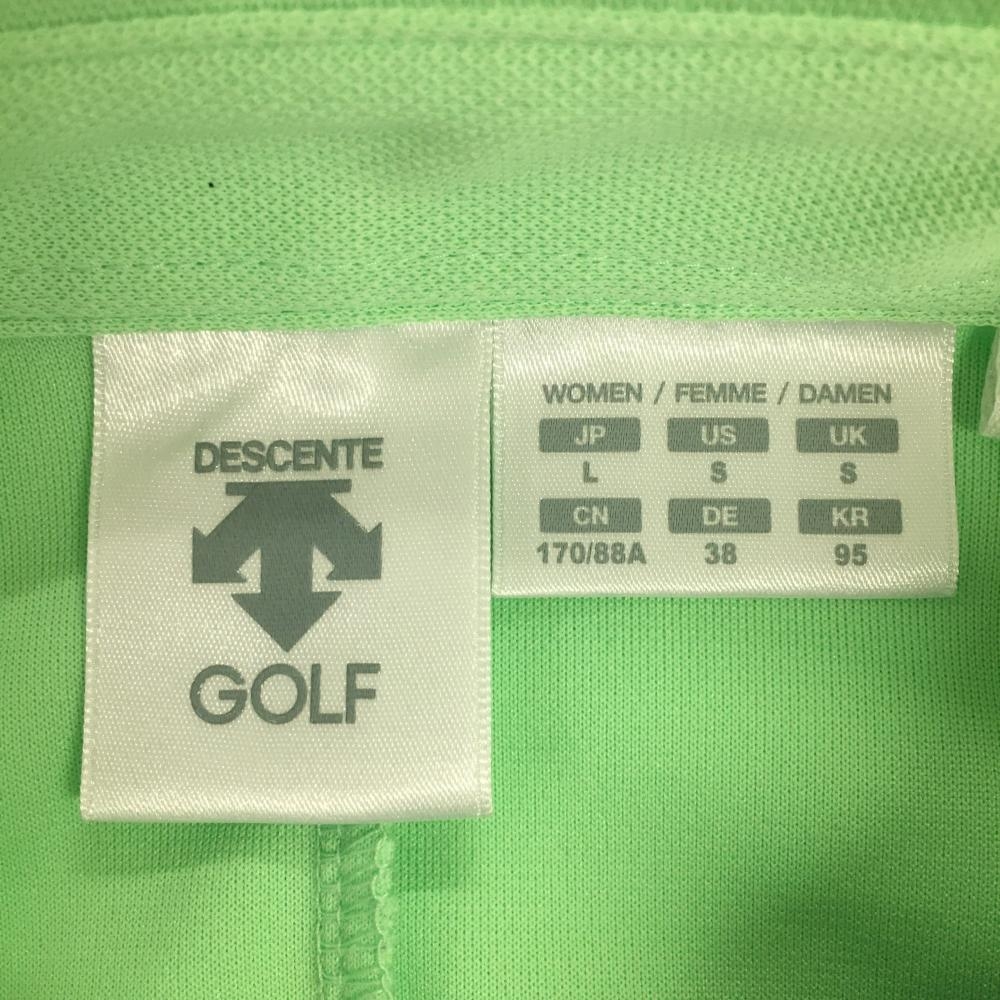 DESCENTE
GOLF
WOMEN / FEMME / DAMEN
JP US UK
L S S
CN DE KR
170/88A 38 95